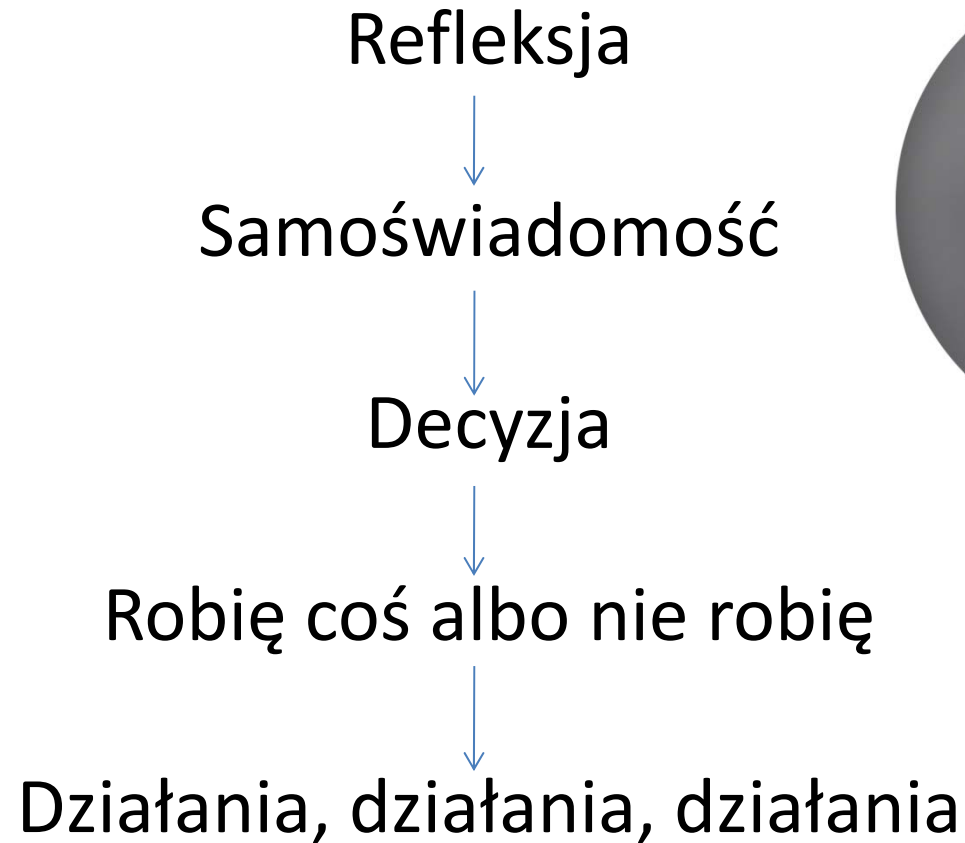 Refleksja
Samoświadomość
Decyzja
Robię coś albo nie robię
Działania, działania, działania